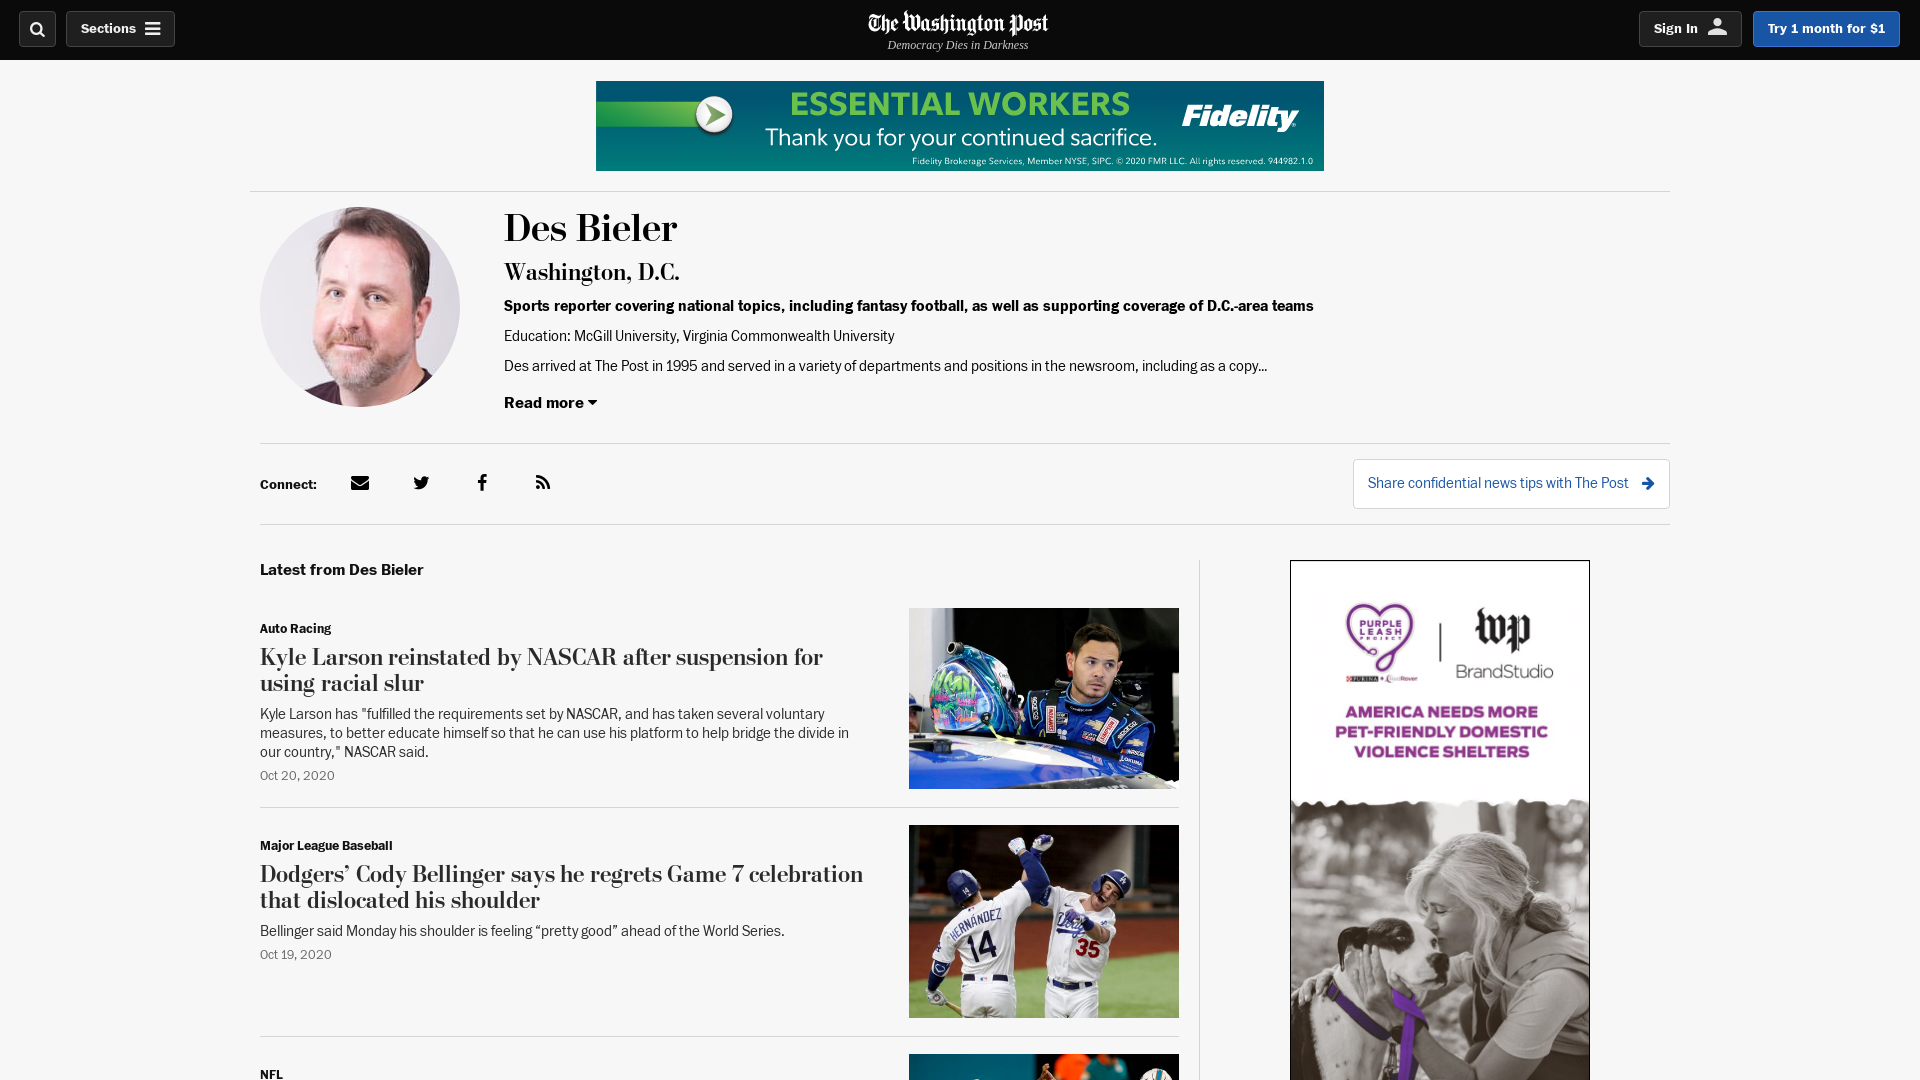 Sections
The Washington Post
Democracy Dies in Darkness
Sign In
Try 1 month for $1
ESSENTIAL WORKERS
Thank you for your continued sacrifice.
Fidelity
Fidelity Brokerage Services, Member NYSE, SIPC. © 2020 FMR LLC. All rights reserved. 944982.1.0
Des Bieler
Washington, D.C.
Sports reporter covering national topics, including fantasy football, as well as supporting coverage of D.C.-area teams
Education: McGill University, Virginia Commonwealth University
Des arrived at The Post in 1995 and served in a variety of departments and positions in the newsroom, including as a copy...
Read more
Connect:
Share confidential news tips with The Post
Latest from Des Bieler
Auto Racing
Kyle Larson reinstated by NASCAR after suspension for
using racial slur
Kyle Larson has "fulfilled the requirements set by NASCAR, and has taken several voluntary
measures, to better educate himself so that he can use his platform to help bridge the divide in
our country," NASCAR said.
Oct 20, 2020
Major League Baseball
Dodgers’ Cody Bellinger says he regrets Game 7 celebration
that dislocated his shoulder
Bellinger said Monday his shoulder is feeling “pretty good” ahead of the World Series.
Oct 19, 2020
HERNÁNDEZ
14
Dodgers
35
NFL
PURPLE
LEASH
PROJECT
PURINA
wp
BrandStudio
AMERICA NEEDS MORE
PET-FRIENDLY DOMESTIC
VIOLENCE SHELTERS